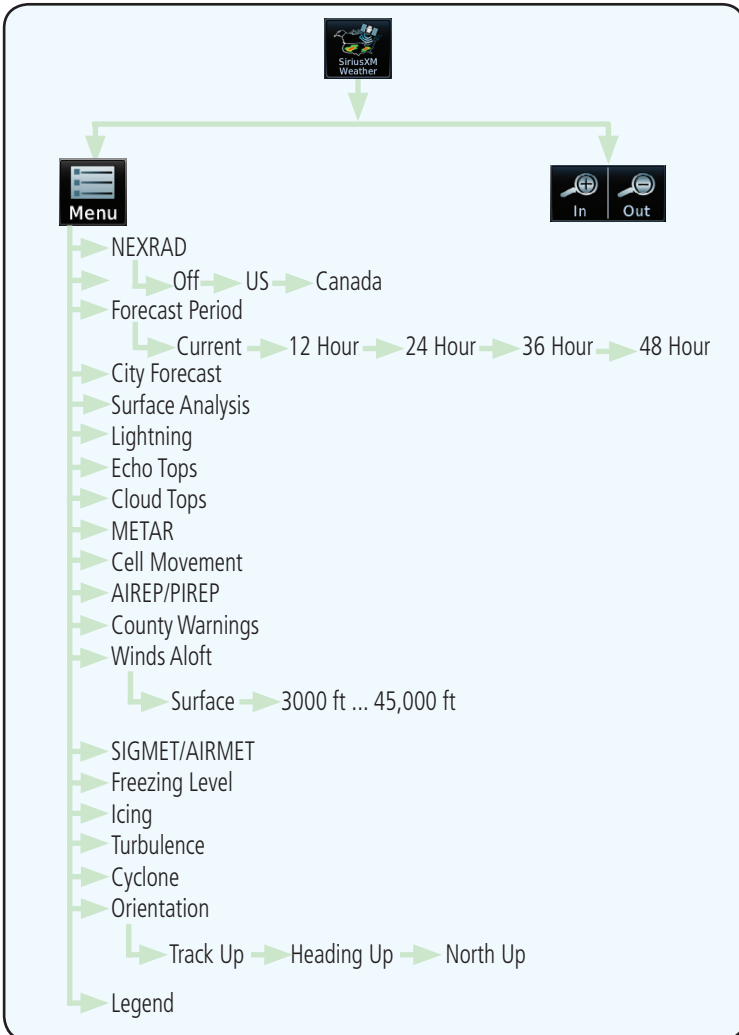 SiriusXM
Weather
Menu
In Out
NEXRAD
Off US Canada
Forecast Period
Current 12 Hour 24 Hour 36 Hour 48 Hour
City Forecast
Surface Analysis
Lightning
Echo Tops
Cloud Tops
METAR
Cell Movement
AIREP/PIREP
County Warnings
Winds Aloft
Surface 3000 ft ... 45,000 ft
SIGMET/AIRMET
Freezing Level
Icing
Turbulence
Cyclone
Orientation
Track Up Heading Up North Up
Legend